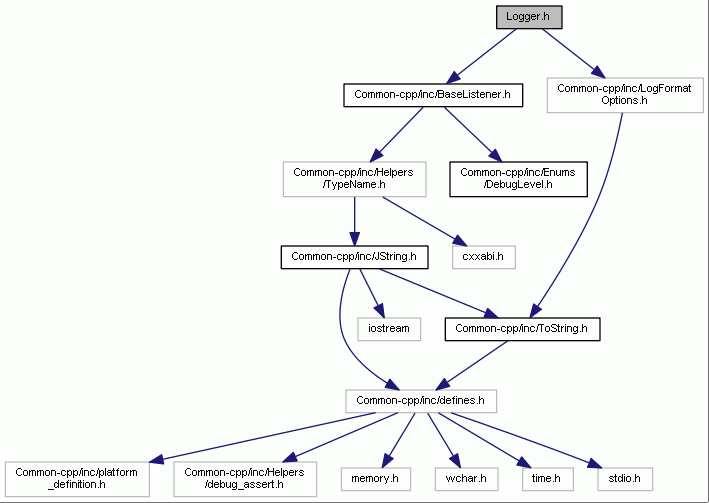 Logger.h
Common-cpp/inc/BaseListener.h
Common-cpp/inc/LogFormat
Options.h
Common-cpp/inc/Helpers
/TypeName.h
Common-cpp/inc/Enums
/DebugLevel.h
Common-cpp/inc/JString.h
cxxabi.h
iostream
Common-cpp/inc/ToString.h
Common-cpp/inc/defines.h
Common-cpp/inc/platform
_definition.h
Common-cpp/inc/Helpers
/debug_assert.h
memory.h
wchar.h
time.h
stdio.h